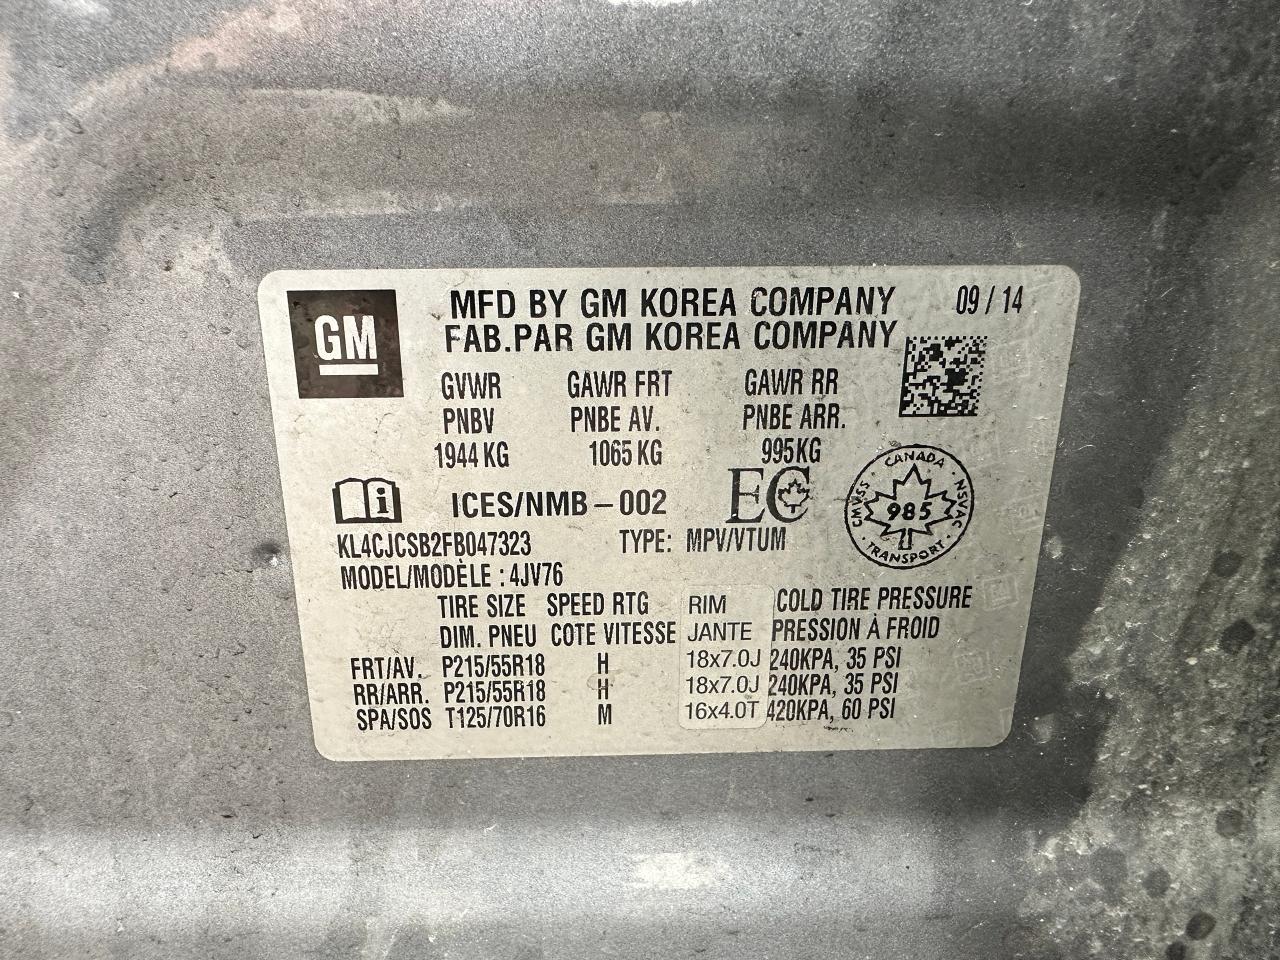 GM
MFD BY GM KOREA COMPANY 09 / 14
FAB.PAR GM KOREA COMPANY
GVWR GAWR FRT GAWR RR
PNBV PNBE AV. PNBE ARR.
1944 KG 1065 KG 995KG
i ICES/NMB-002 EC
CANADA CMVSS 985 NSVAC TRANSPORT
KL4CJCSB2FB047323 TYPE: MPV/VTUM
MODEL/MODÈLE : 4JV76
TIRE SIZE SPEED RTG RIM COLD TIRE PRESSURE
DIM. PNEU COTE VITESSE JANTE PRESSION À FROID
FRT/AV. P215/55R18 H 18x7.0J 240KPA, 35 PSI
RR/ARR. P215/55R18 H 18x7.0J 240KPA, 35 PSI
SPA/SOS T125/70R16 M 16x4.0T 420KPA, 60 PSI